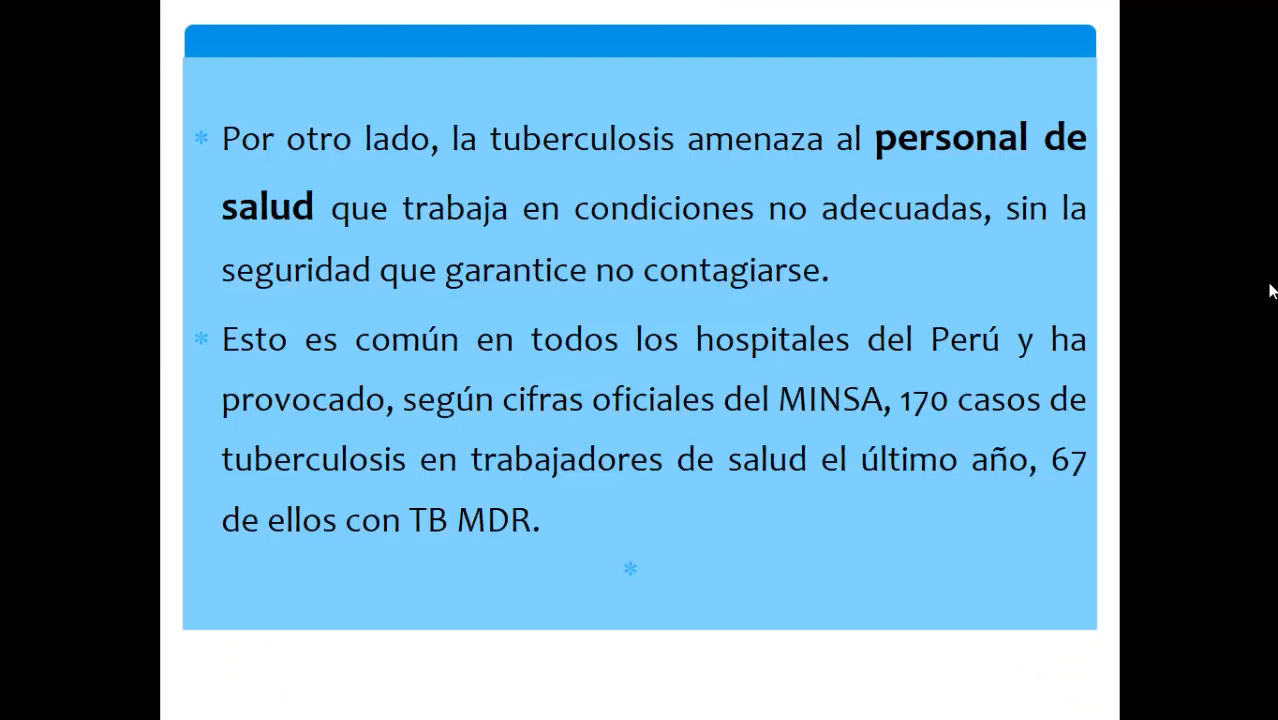 * Por otro lado, la tuberculosis amenaza al personal de
salud que trabaja en condiciones no adecuadas, sin la
seguridad que garantice no contagiarse.
* Esto es común en todos los hospitales del Perú y ha
provocado, según cifras oficiales del MINSA, 170 casos de
tuberculosis en trabajadores de salud el último año, 67
de ellos con TB MDR.
*